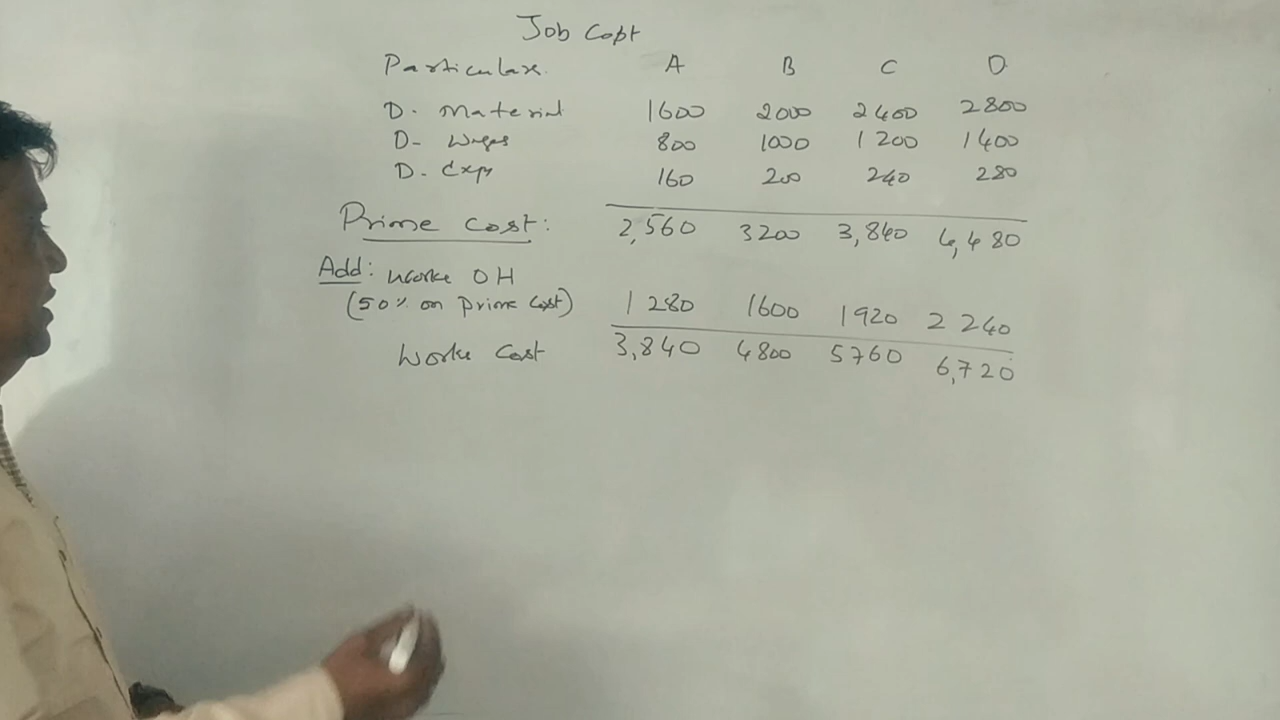 Job Cost
Particulars. A B C D
D. Material 1600 2000 2400 2800
D- Wages 800 1000 1200 1400
D. Exps 160 200 240 280
Prime Cost: 2,560 3200 3,840 4,480
Add: Works OH
(50% on Prime Cost) 1280 1600 1920 2240
Works Cost 3,840 4800 5760 6,720